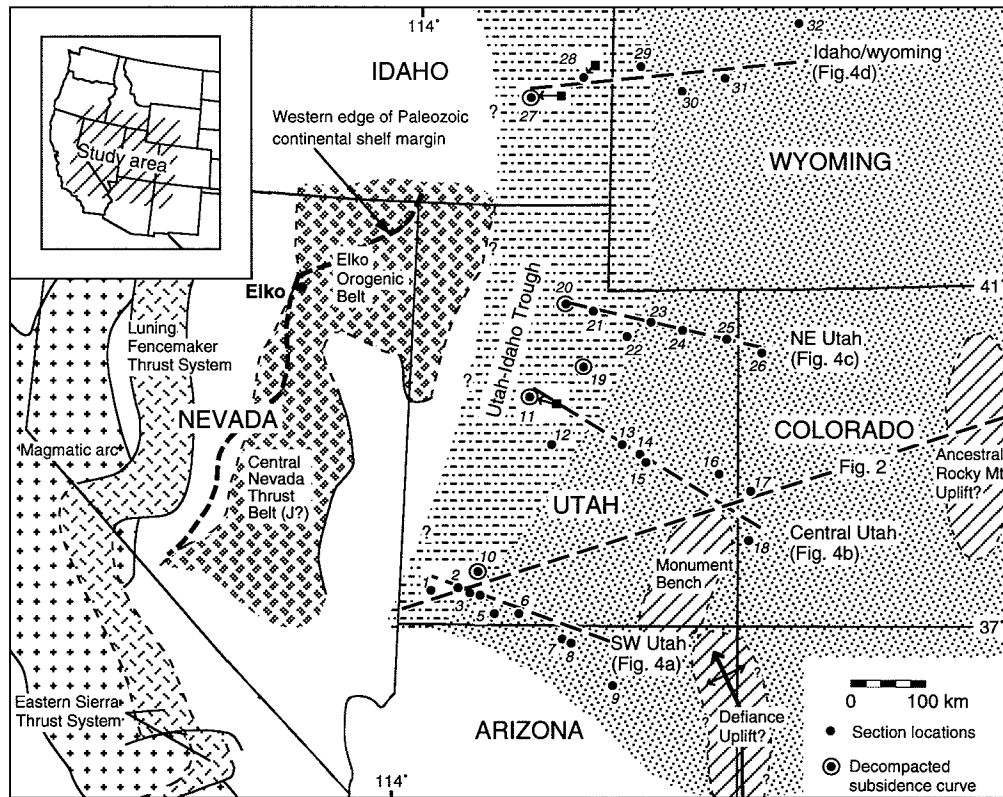 114°
32
29
28
Idaho/wyoming
(Fig.4d)
IDAHO
31
30
27
?
Western edge of Paleozoic
continental shelf margin
WYOMING
Study area
?
Elko
Orogenic
Belt
Elko
41°
20
21
23
22
24
25
26
NE Utah
(Fig. 4c)
Luning
Fencemaker
Thrust System
Utah-Idaho Trough
19
?
11
NEVADA
COLORADO
Magmatic arc
12
13
14
15
Fig. 2
Ancestral
Rocky Mt
Uplift?
Central
Nevada
Thrust
Belt (J?)
16
17
UTAH
?
Central Utah
(Fig. 4b)
18
10
Monument
Bench
1
2
3
5
6
37°
7
8
SW Utah
(Fig. 4a)
9
0 100 km
Eastern Sierra
Thrust System
ARIZONA
Defiance
Uplift?
Section locations
Decompacted
subsidence curve
114°
?